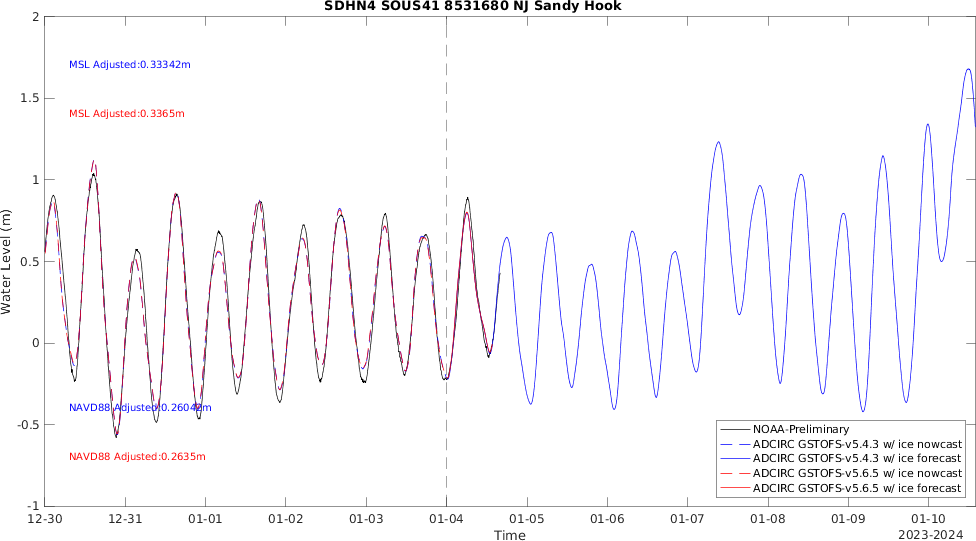 SDHN4 SOUS41 8531680 NJ Sandy Hook
2
1.5
1
0.5
0
-0.5
-1
Water Level (m)
MSL Adjusted:0.33342m
MSL Adjusted:0.3365m
NAVD88 Adjusted:0.26042m
NAVD88 Adjusted:0.2635m
NOAA-Preliminary
ADCIRC GSTOFS-v5.4.3 w/ ice nowcast
ADCIRC GSTOFS-v5.4.3 w/ ice forecast
ADCIRC GSTOFS-v5.6.5 w/ ice nowcast
ADCIRC GSTOFS-v5.6.5 w/ ice forecast
12-30 12-31 01-01 01-02 01-03 01-04 01-05 01-06 01-07 01-08 01-09 01-10
Time
2023-2024